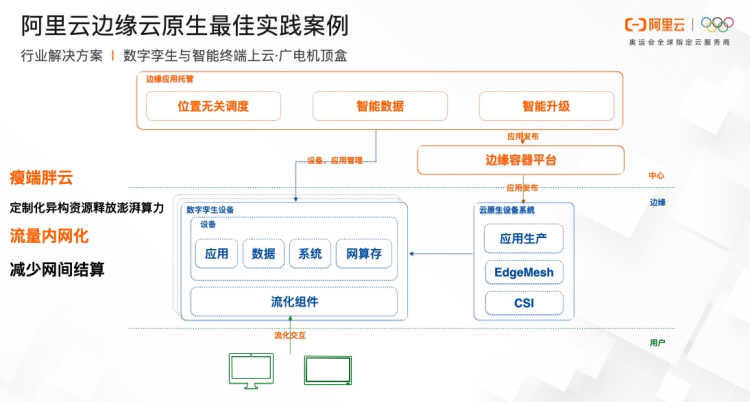 阿里云边缘云原生最佳实践案例
阿里云
奥运会全球指定云服务商
行业解决方案 | 数字孪生与智能终端上云·广电机顶盒
边缘应用托管
位置无关调度
智能数据
智能升级
应用发布
设备、应用管理
边缘容器平台
中心
应用发布
边缘
瘦端胖云
定制化异构资源释放澎湃算力
流量内网化
减少网间结算
数字孪生设备
设备
应用
数据
系统
网算存
流化组件
云原生设备系统
应用生产
EdgeMesh
CSI
流化交互
用户